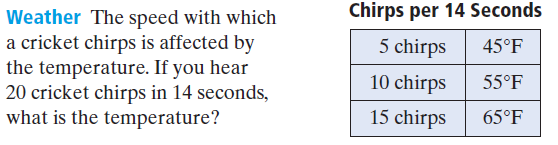 Weather The speed with which
a cricket chirps is affected by
the temperature. If you hear
20 cricket chirps in 14 seconds,
what is the temperature?
Chirps per 14 Seconds
5 chirps 45°F
10 chirps 55°F
15 chirps 65°F